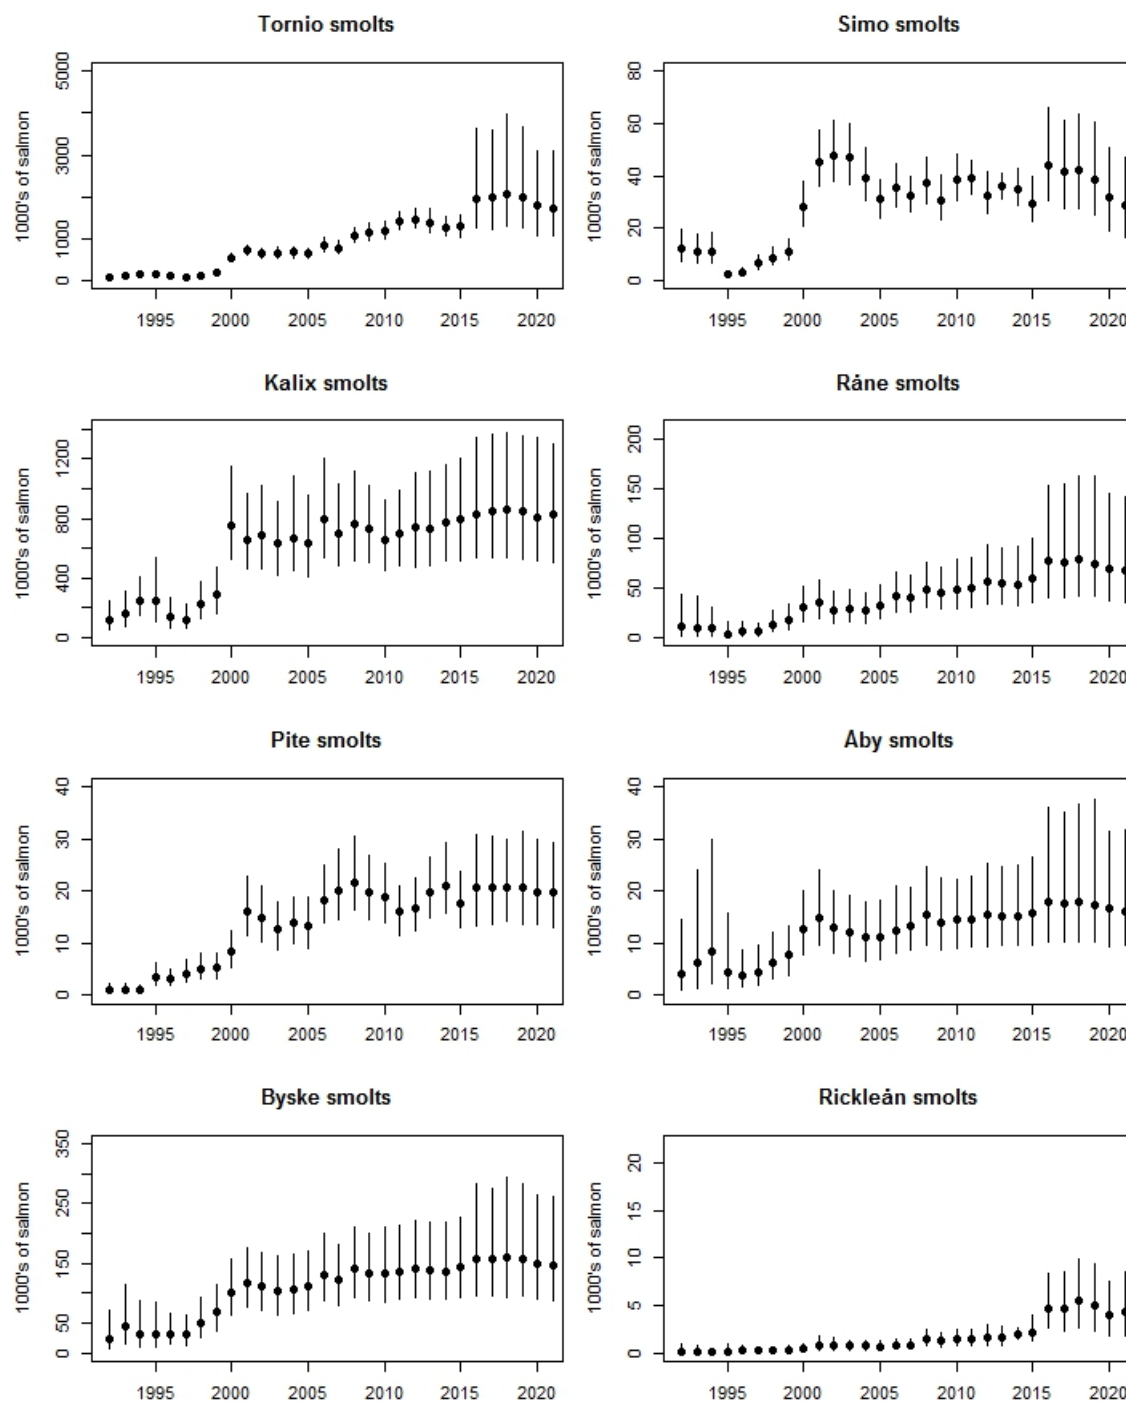 Tornio smolts
1000's of salmon
0 1000 3000 5000
1995 2000 2005 2010 2015 2020
Simo smolts
1000's of salmon
0 20 40 60 80
1995 2000 2005 2010 2015 2020
Kalix smolts
1000's of salmon
0 400 800 1200
1995 2000 2005 2010 2015 2020
Råne smolts
1000's of salmon
0 50 100 150 200
1995 2000 2005 2010 2015 2020
Pite smolts
1000's of salmon
0 10 20 30 40
1995 2000 2005 2010 2015 2020
Åby smolts
1000's of salmon
0 10 20 30 40
1995 2000 2005 2010 2015 2020
Byske smolts
1000's of salmon
0 50 150 250 350
1995 2000 2005 2010 2015 2020
Rickleån smolts
1000's of salmon
0 5 10 15 20
1995 2000 2005 2010 2015 2020